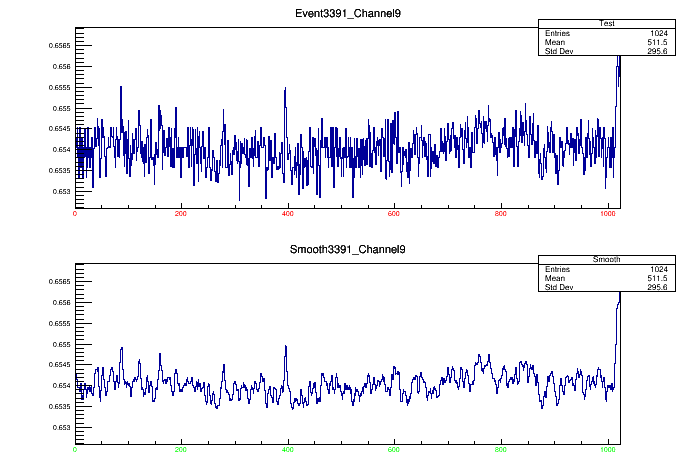 Event3391_Channel9
Test
Entries 1024
Mean 511.5
Std Dev 295.6
0.6565
0.656
0.6555
0.655
0.6545
0.654
0.6535
0.653
0 200 400 600 800 1000
Smooth3391_Channel9
Smooth
Entries 1024
Mean 511.5
Std Dev 295.6
0.6565
0.656
0.6555
0.655
0.6545
0.654
0.6535
0.653
0 200 400 600 800 1000